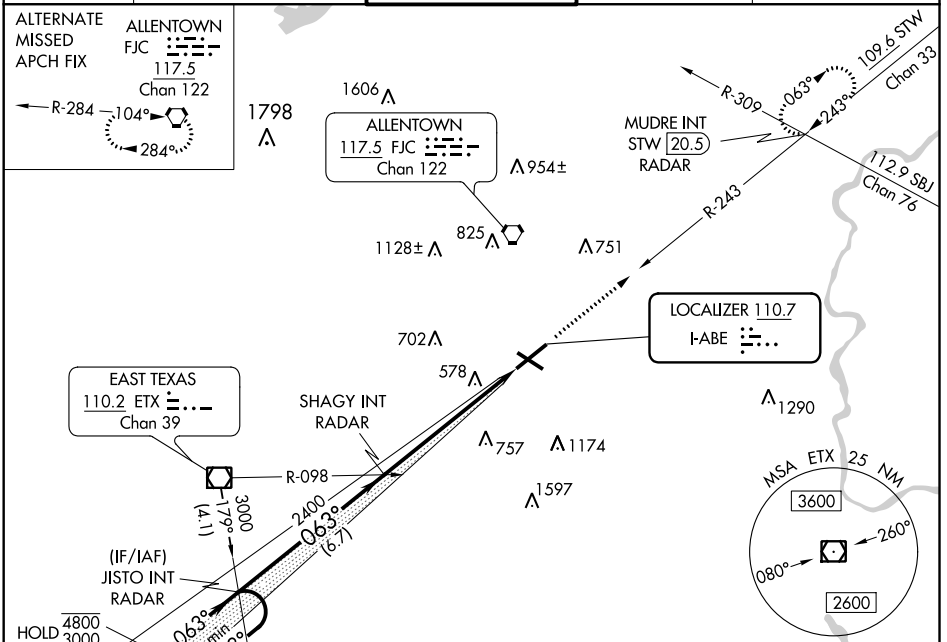 ALTERNATE
MISSED
APCH FIX
ALLENTOWN
FJC
117.5
Chan 122
R-284
104°
284°
1798
1606
ALLENTOWN
117.5 FJC
Chan 122
954±
825
1128±
751
MUDRE INT
STW 20.5
RADAR
R-309
063°
243°
109.6 STW
Chan 33
112.9 SBJ
Chan 76
R-243
LOCALIZER 110.7
I-ABE
702
578
EAST TEXAS
110.2 ETX
Chan 39
SHAGY INT
RADAR
R-098
757
1174
1290
1597
3000
179°
(4.1)
2400
063°
(6.7)
(IF/IAF)
JISTO INT
RADAR
HOLD 4800
3000
063°
min
MSA ETX 25 NM
3600
260°
080°
2600